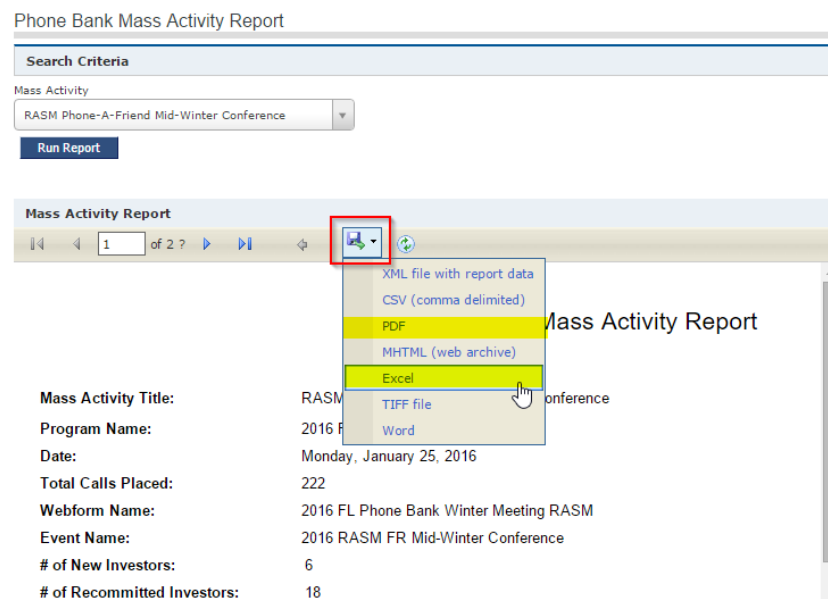 Phone Bank Mass Activity Report
Search Criteria
Mass Activity
RASM Phone-A-Friend Mid-Winter Conference
Run Report
Mass Activity Report
1 of 2 ?
XML file with report data
CSV (comma delimited)
PDF
MHTML (web archive)
Excel
TIFF file
Word
Mass Activity Report
Mass Activity Title: RASM onference
Program Name: 2016 F
Date: Monday, January 25, 2016
Total Calls Placed: 222
Webform Name: 2016 FL Phone Bank Winter Meeting RASM
Event Name: 2016 RASM FR Mid-Winter Conference
# of New Investors: 6
# of Recommitted Investors: 18